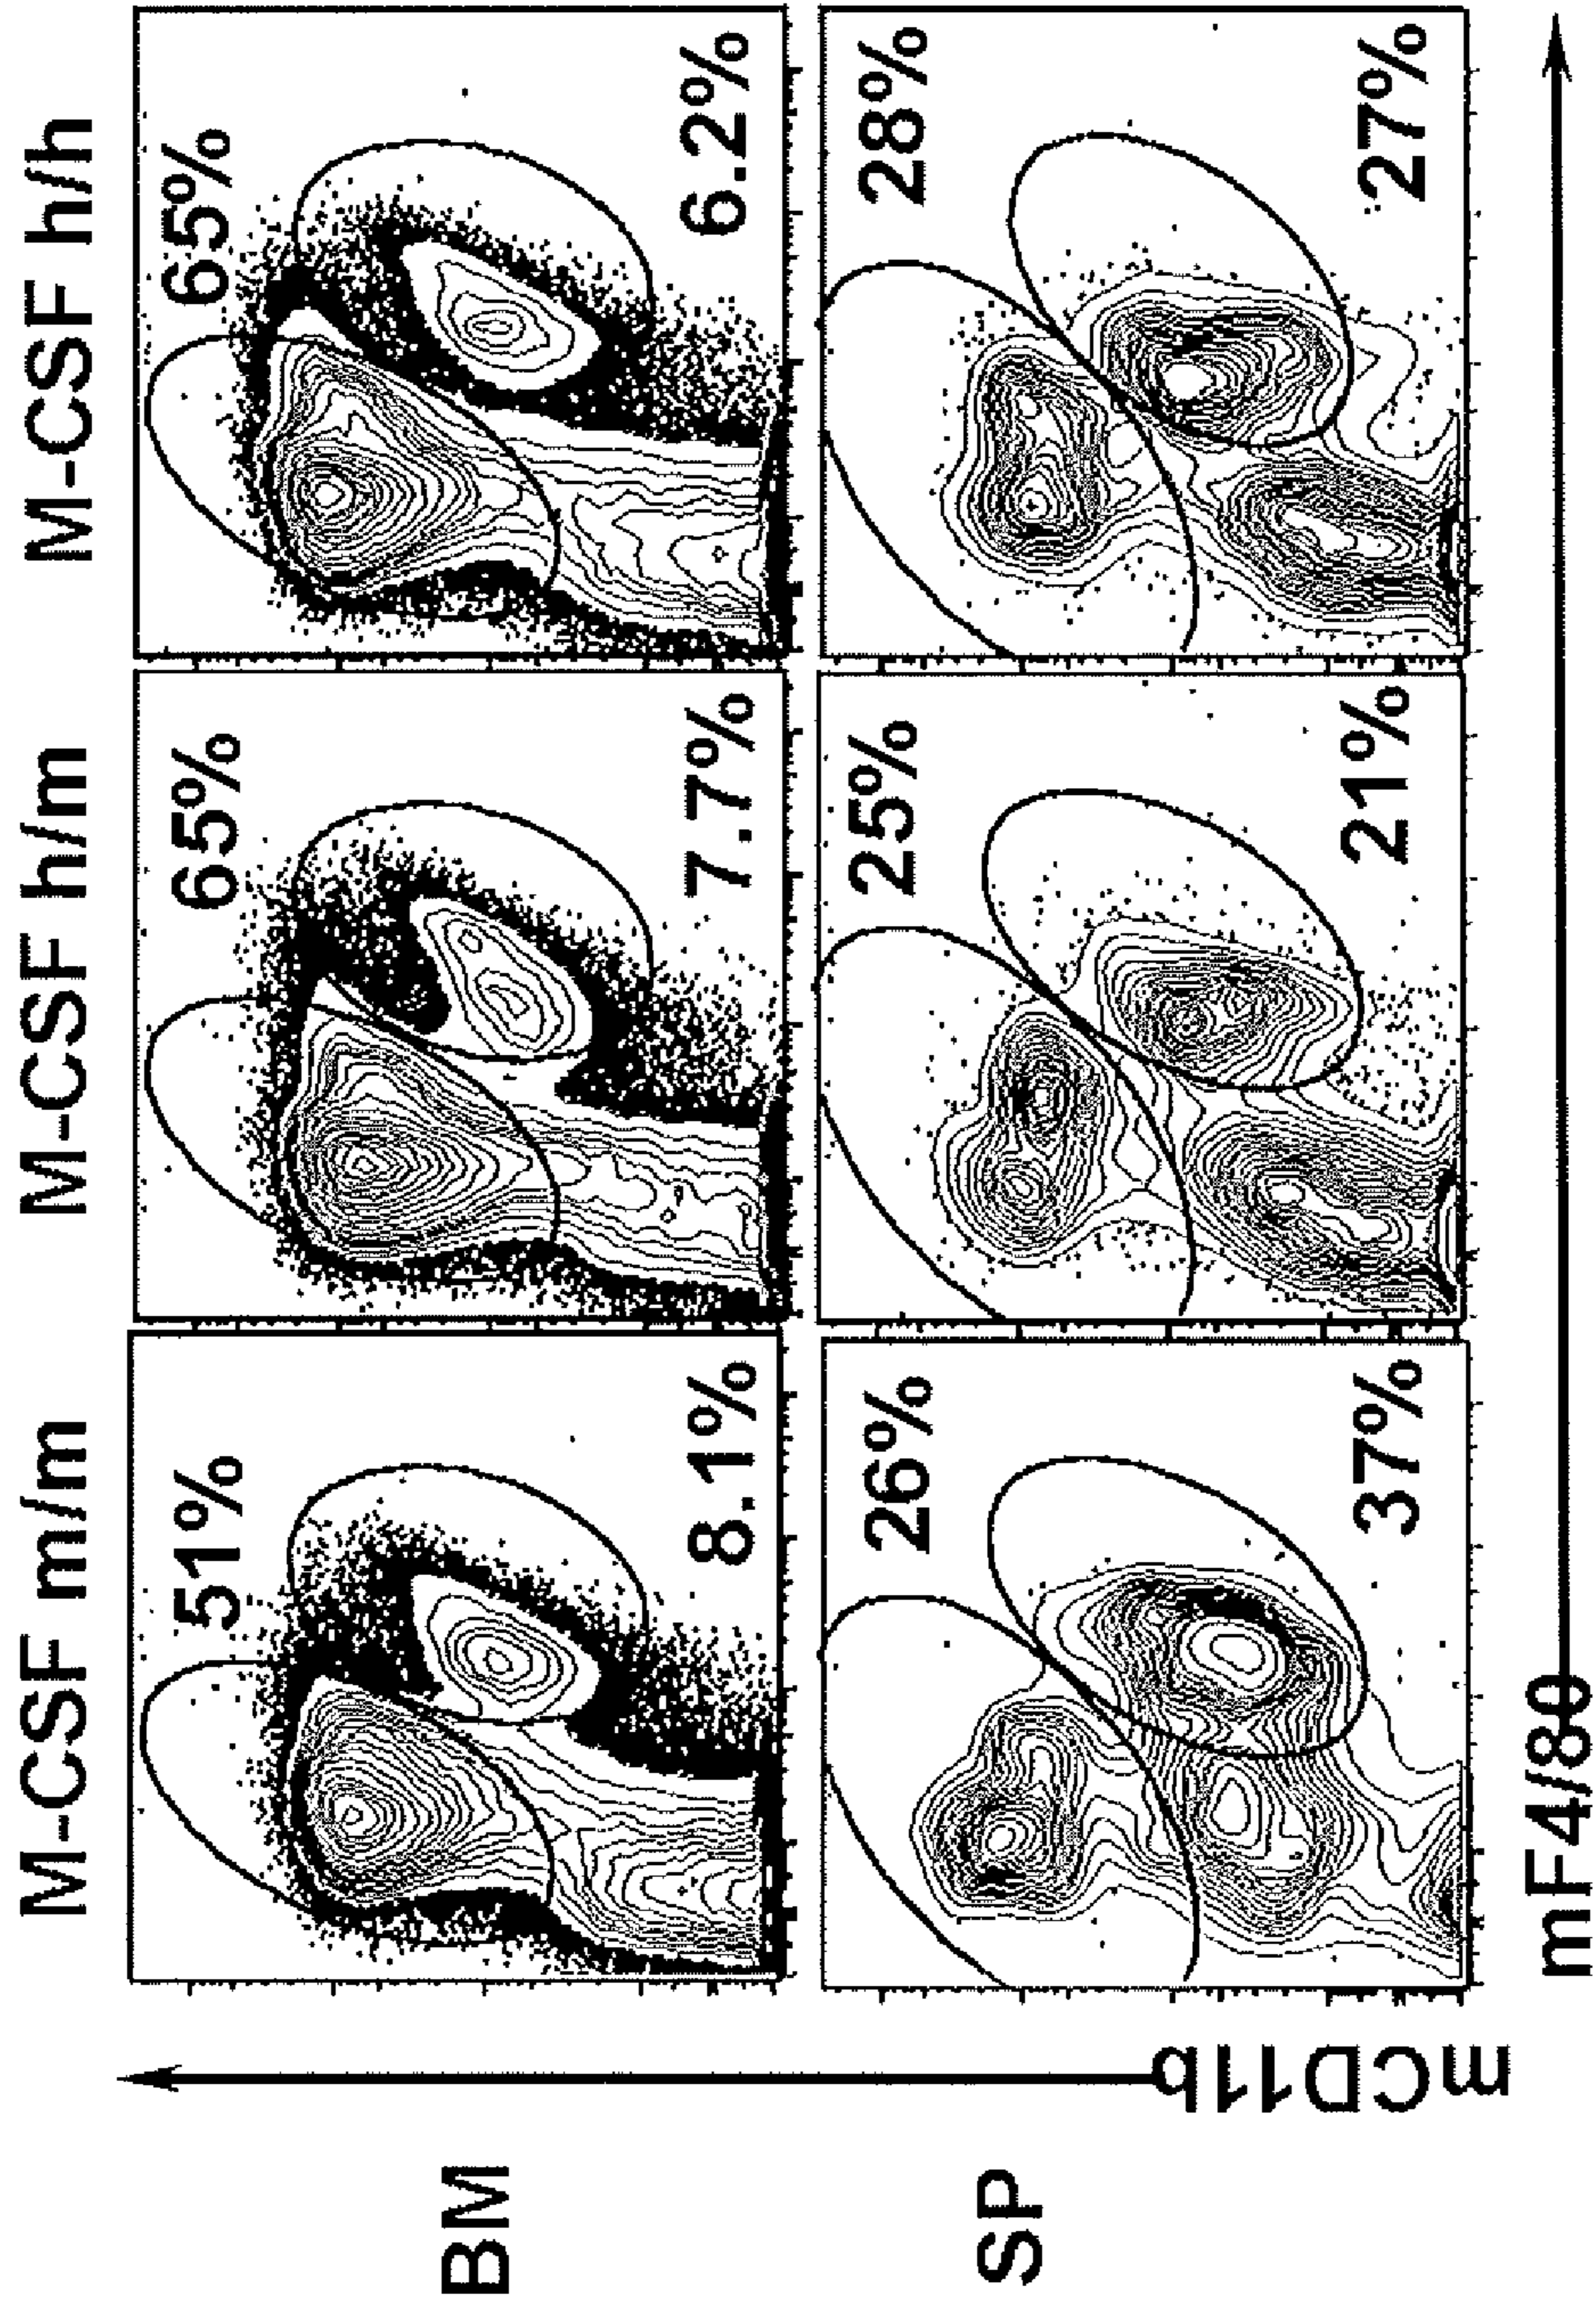 M-CSF m/m M-CSF h/m M-CSF h/h
BM
51% 65% 65%
8.1% 7.7% 6.2%
SP
26% 25% 28%
37% 21% 27%
mCD11b
mF4/80